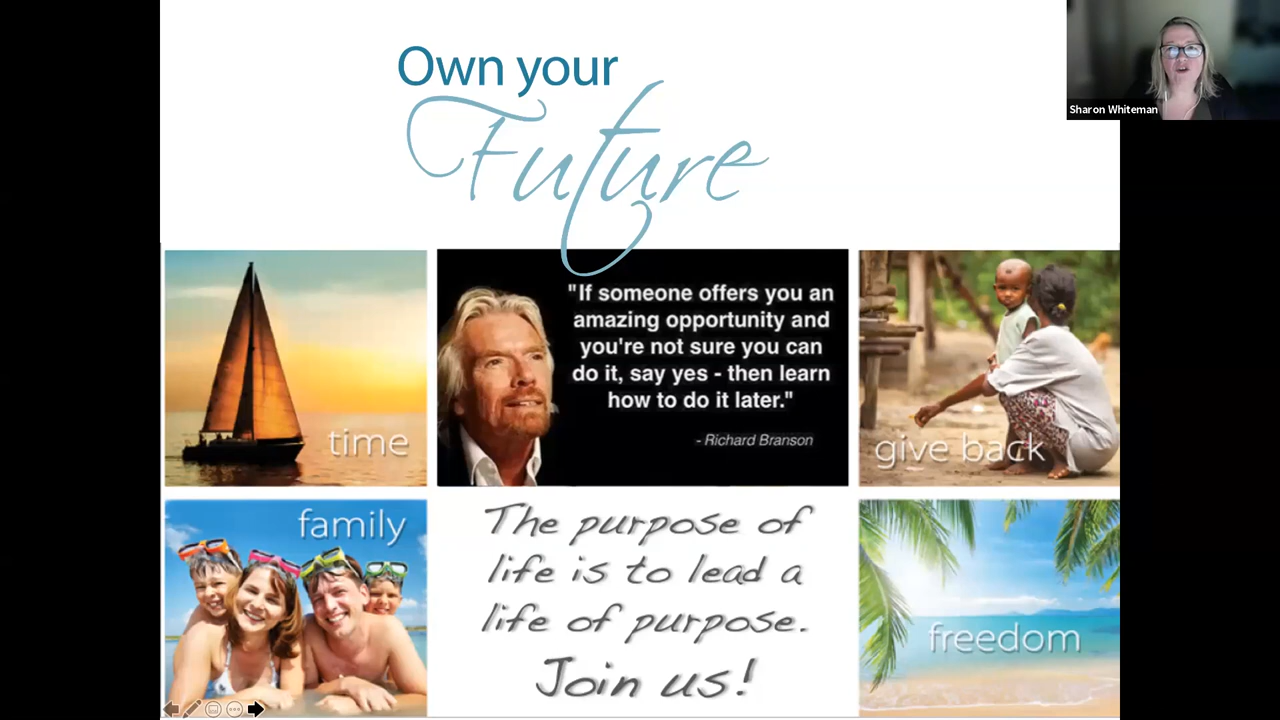 Own your
Future
Sharon Whiteman
"If someone offers you an
amazing opportunity and
you're not sure you can
do it, say yes - then learn
how to do it later."
- Richard Branson
time
give back
family
The purpose of
life is to lead a
life of purpose.
Join us!
freedom